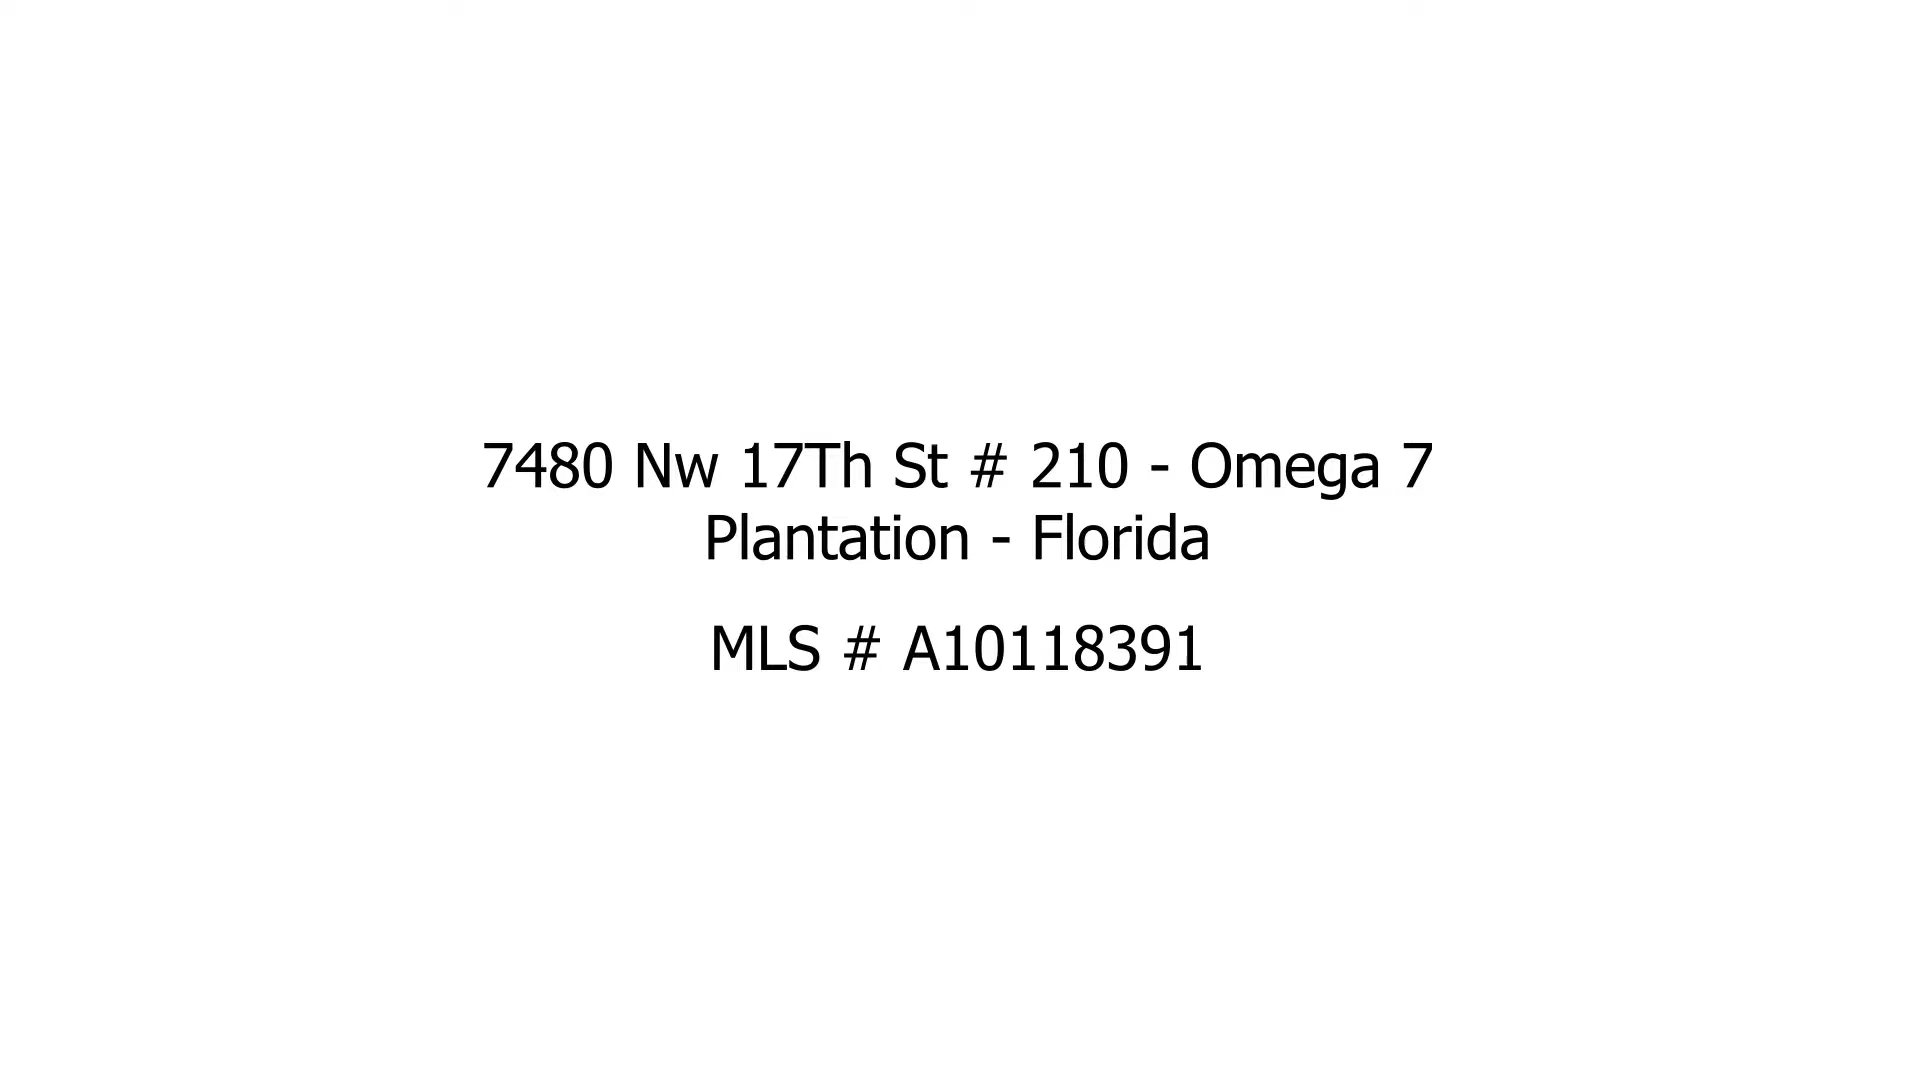 7480 Nw 17Th St # 210 - Omega 7
Plantation - Florida
MLS # A10118391